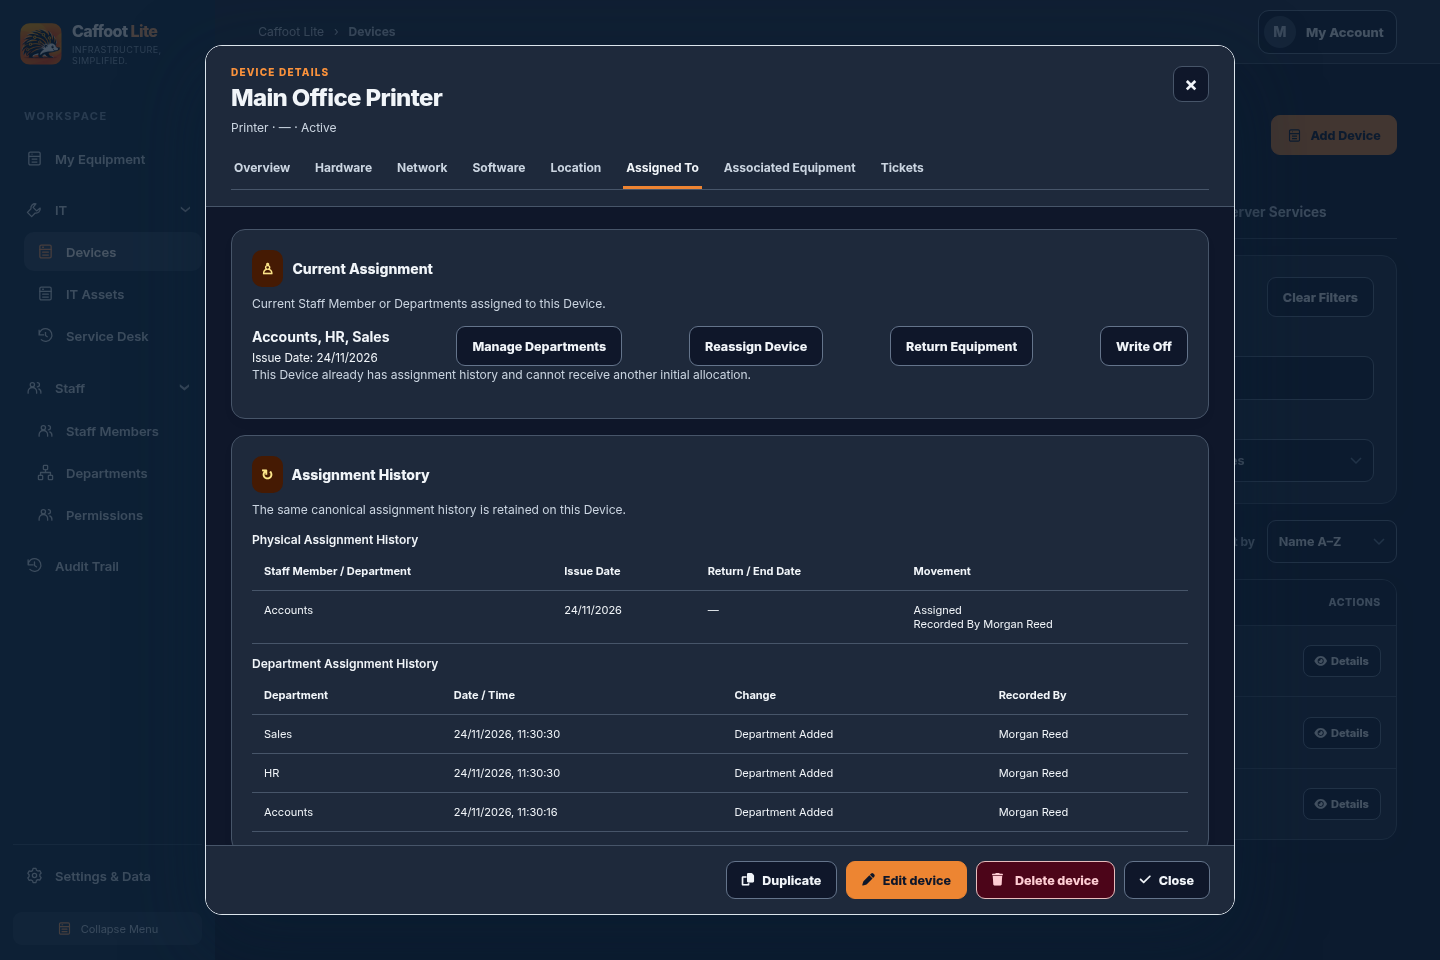 Caffoot Lite
INFRASTRUCTURE,
SIMPLIFIED.
Caffoot Lite › Devices
M My Account
WORKSPACE
My Equipment
IT
Devices
IT Assets
Service Desk
Staff
Staff Members
Departments
Permissions
Audit Trail
Settings & Data
Collapse Menu
Add Device
erver Services
Clear Filters
es
by
Name A–Z
ACTIONS
Details
Details
Details
DEVICE DETAILS
Main Office Printer
Printer · — · Active
Overview Hardware Network Software Location Assigned To Associated Equipment Tickets
Current Assignment
Current Staff Member or Departments assigned to this Device.
Accounts, HR, Sales
Issue Date: 24/11/2026
Manage Departments Reassign Device Return Equipment Write Off
This Device already has assignment history and cannot receive another initial allocation.
Assignment History
The same canonical assignment history is retained on this Device.
Physical Assignment History
Staff Member / Department Issue Date Return / End Date Movement
Accounts 24/11/2026 — Assigned
Recorded By Morgan Reed
Department Assignment History
Department Date / Time Change Recorded By
Sales 24/11/2026, 11:30:30 Department Added Morgan Reed
HR 24/11/2026, 11:30:30 Department Added Morgan Reed
Accounts 24/11/2026, 11:30:16 Department Added Morgan Reed
Duplicate Edit device Delete device Close